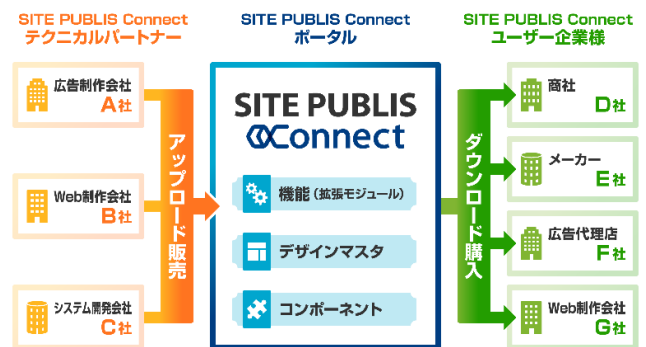 SITE PUBLIS Connect
テクニカルパートナー
広告制作会社
A社
Web制作会社
B社
システム開発会社
C社
アップロード販売
SITE PUBLIS Connect
ポータル
SITE PUBLIS
Connect
機能（拡張モジュール）
デザインマスタ
コンポーネント
ダウンロード購入
SITE PUBLIS Connect
ユーザー企業様
商社
D社
メーカー
E社
広告代理店
F社
Web制作会社
G社